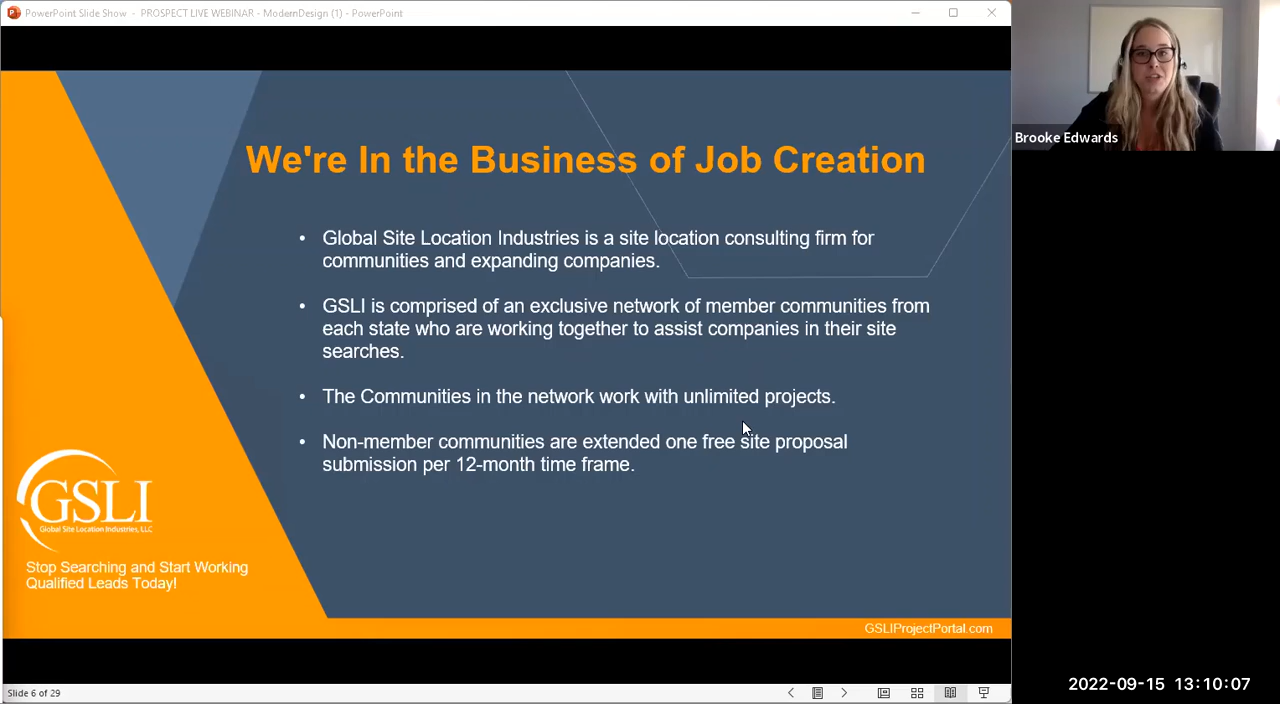 PowerPoint Slide Show - PROSPECT LIVE WEBINAR - ModernDesign (1) - PowerPoint
Brooke Edwards
We're In the Business of Job Creation
• Global Site Location Industries is a site location consulting firm for
communities and expanding companies.
• GSLI is comprised of an exclusive network of member communities from
each state who are working together to assist companies in their site
searches.
• The Communities in the network work with unlimited projects.
• Non-member communities are extended one free site proposal
submission per 12-month time frame.
GSLI
Global Site Location Industries, LLC
Stop Searching and Start Working
Qualified Leads Today!
GSLIProjectPortal.com
Slide 6 of 29
2022-09-15 13:10:07